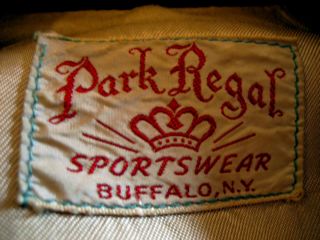 Park Regal
SPORTSWEAR
BUFFALO, N.Y.